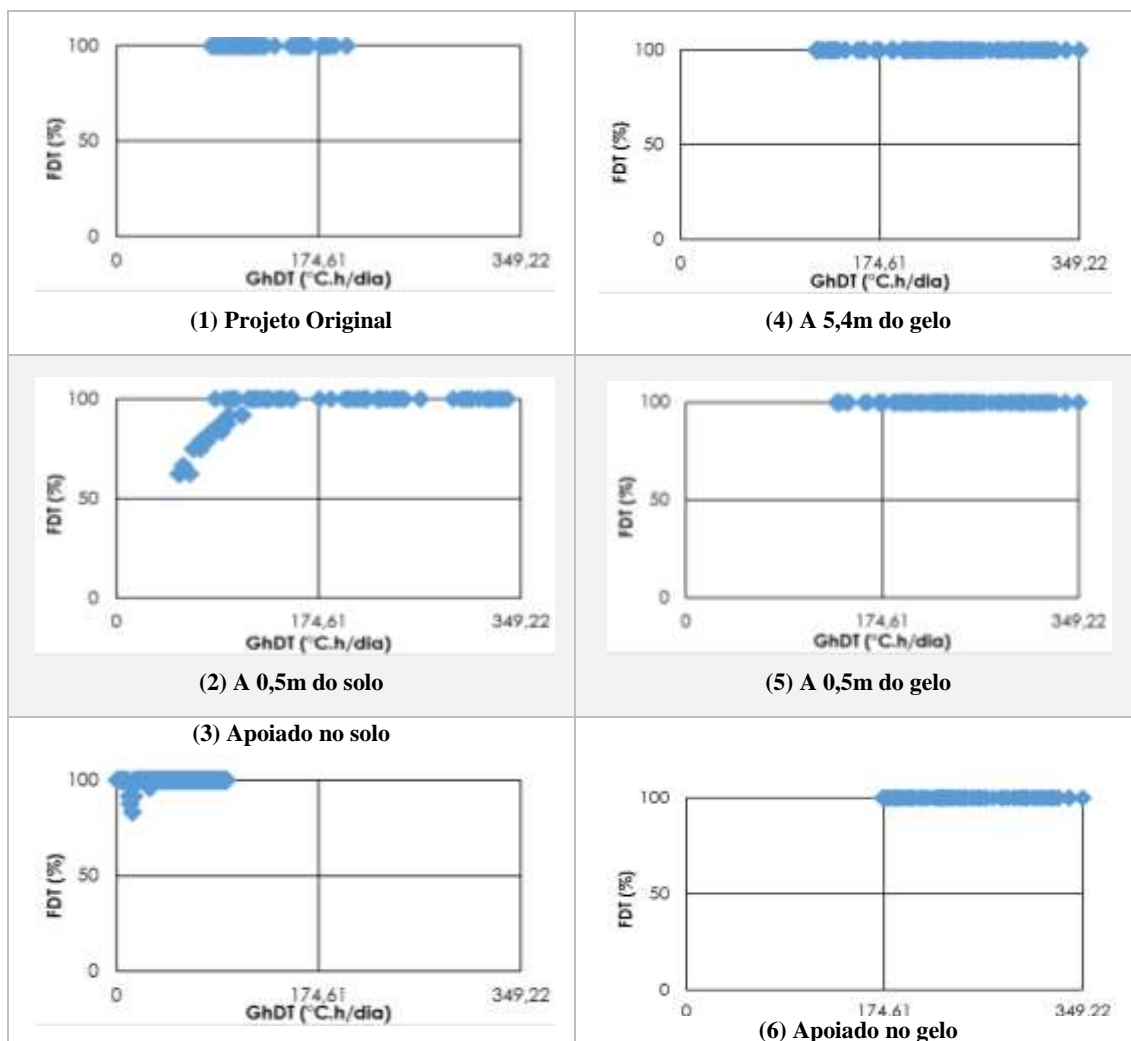 100
50
0
FDT (%)
0 174,61 349,22
GhDT (°C.h/dia)
(1) Projeto Original
100
50
0
FDT (%)
0 174,61 349,22
GhDT (°C.h/dia)
(4) A 5,4m do gelo
100
50
0
FDT (%)
0 174,61 349,22
GhDT (°C.h/dia)
(2) A 0,5m do solo
100
50
0
FDT (%)
0 174,61 349,22
GhDT (°C.h/dia)
(5) A 0,5m do gelo
(3) Apoiado no solo
100
50
0
FDT (%)
0 174,61 349,22
GhDT (°C.h/dia)
100
50
0
FDT (%)
0 174,61 349,22
(6) Apoiado no gelo